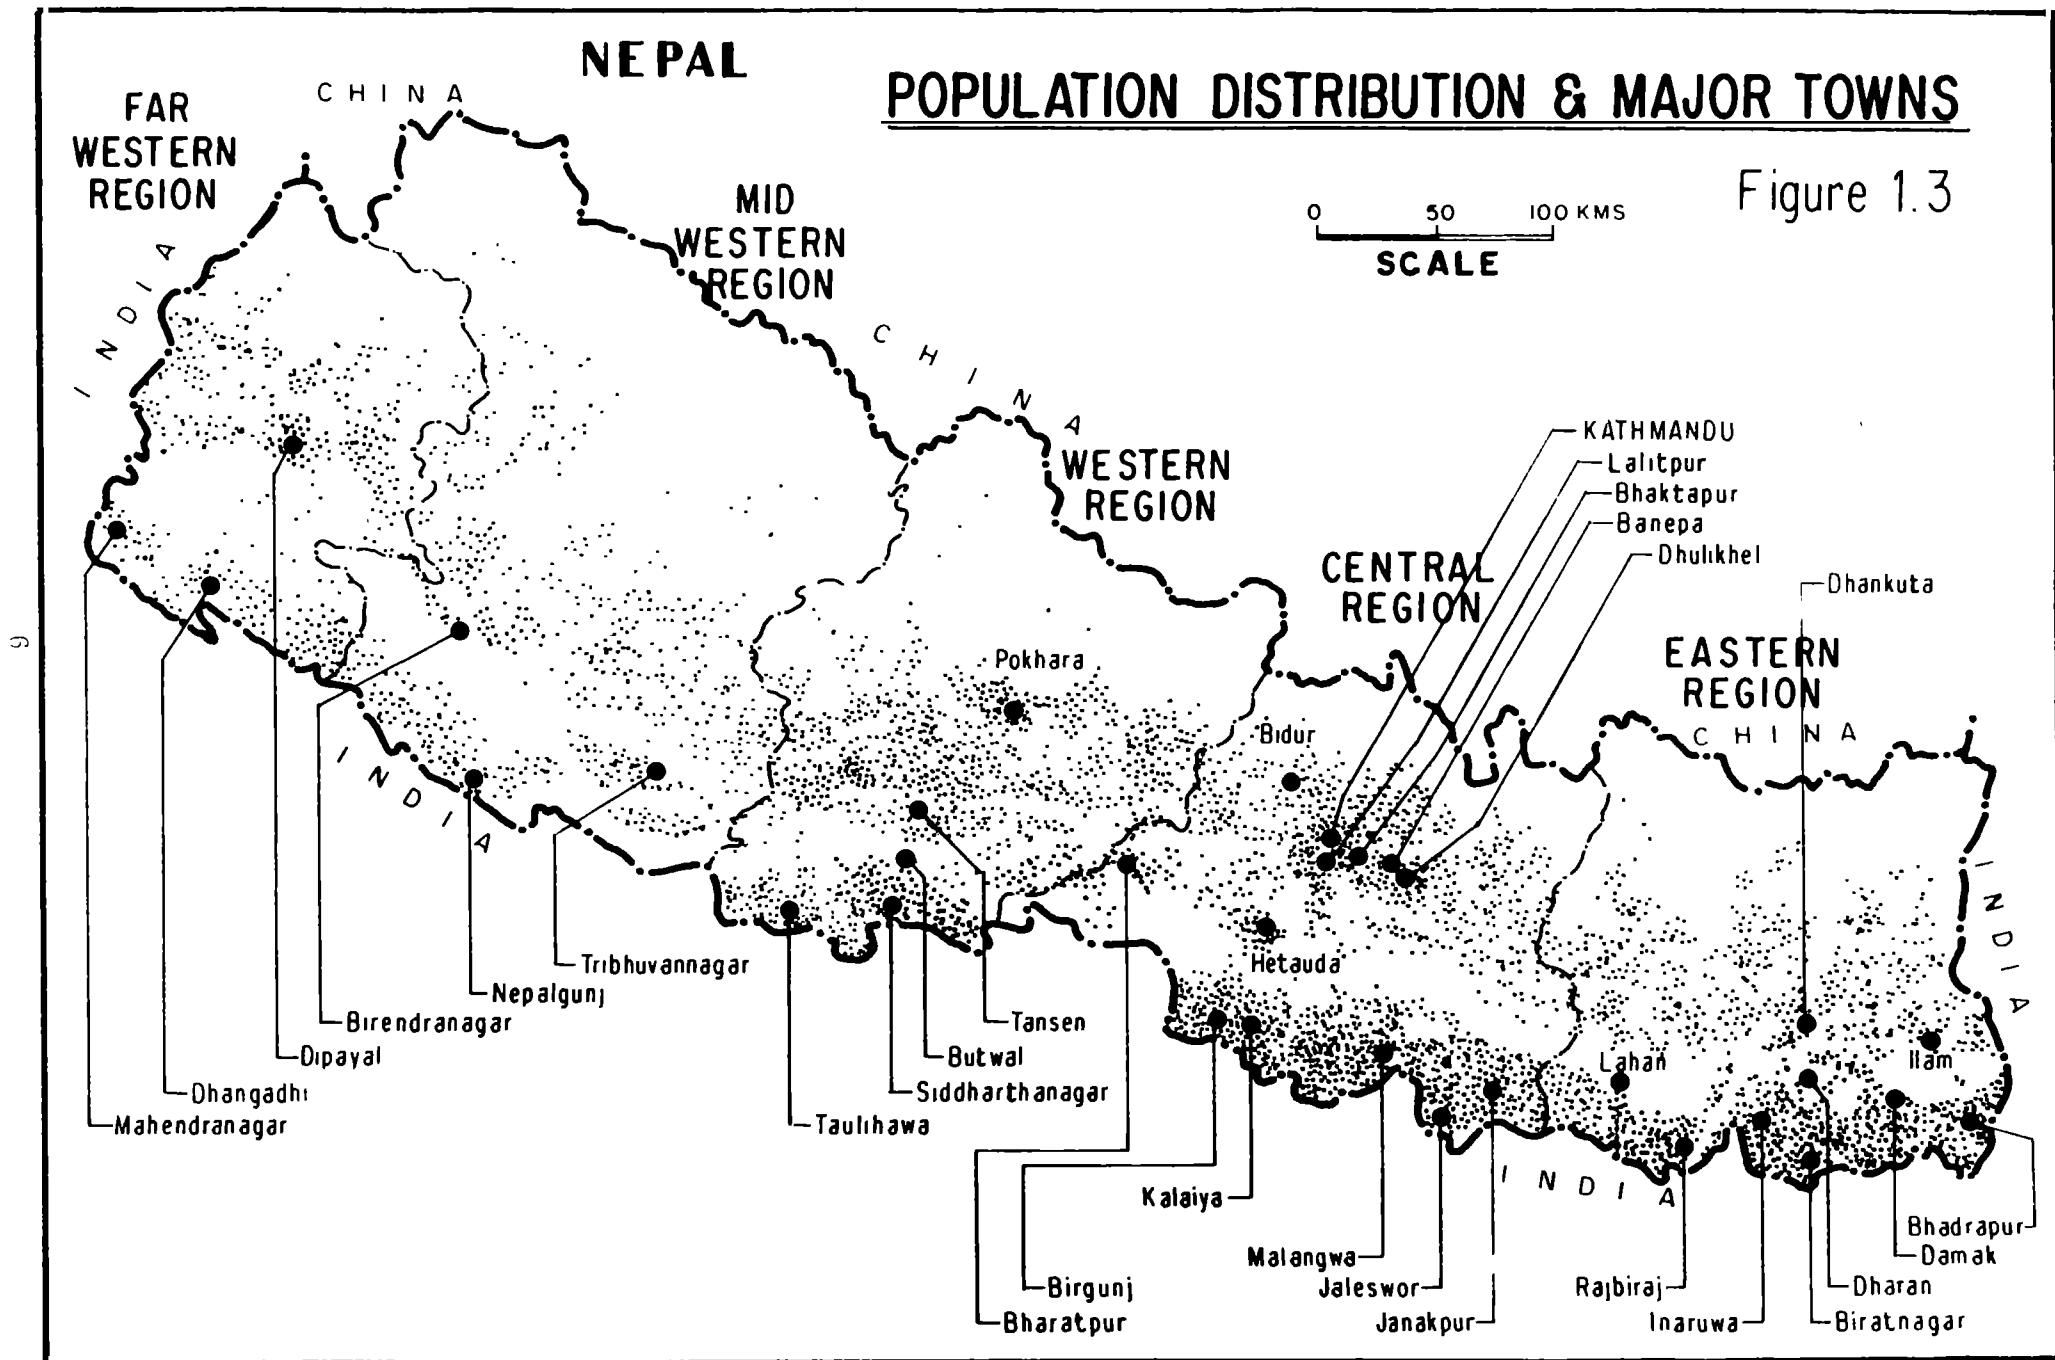 NEPAL
POPULATION DISTRIBUTION & MAJOR TOWNS
Figure 1.3
0 50 100 KMS
SCALE
FAR
WESTERN
REGION
CHINA
MID
WESTERN
REGION
INDIA
CHINA
WESTERN
REGION
KATHMANDU
Lalitpur
Bhaktapur
Banepa
Dhulikhel
CENTRAL
REGION
Dhankuta
EASTERN
REGION
CHINA
Pokhara
Bidur
INDIA
INDIA
Hetauda
Lahan
Ilam
Tribhuvannagar
Nepalgunj
Birendranagar
Dipayal
Dhangadhi
Mahendranagar
Tansen
Butwal
Siddharthanagar
Taulihawa
INDIA
Kalaiya
Malangwa
Birgunj
Jaleswor
Bharatpur
Janakpur
Rajbiraj
Inaruwa
Bhadrapur
Damak
Dharan
Biratnagar
9